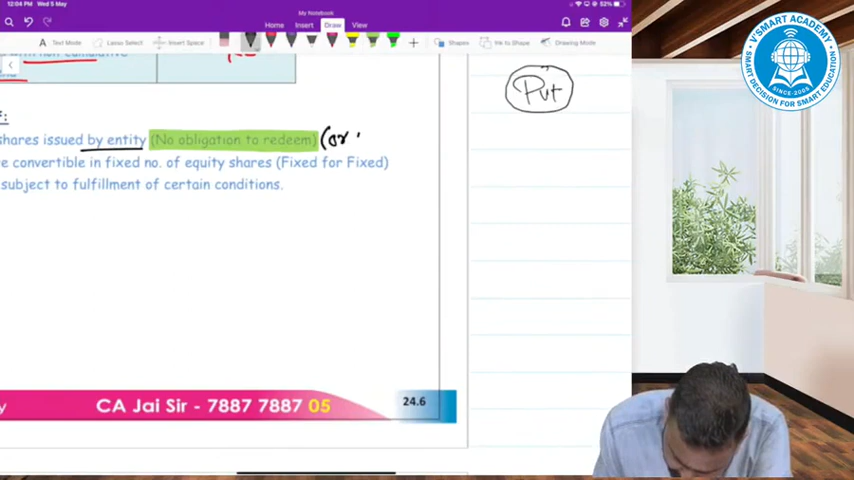 12:04 PM Wed 5 May
My Notebook
52%
Home Insert Draw View
Text Mode Lasso Select Insert Space Shapes Ink to Shape Drawing Mode
Put
shares issued by entity (No obligation to redeem) (or
e convertible in fixed no. of equity shares (Fixed for Fixed)
subject to fulfillment of certain conditions.
CA Jai Sir - 7887 7887 05
24.6
V'SMART ACADEMY
SMART DECISION FOR SMART EDUCATION
SINCE-2005